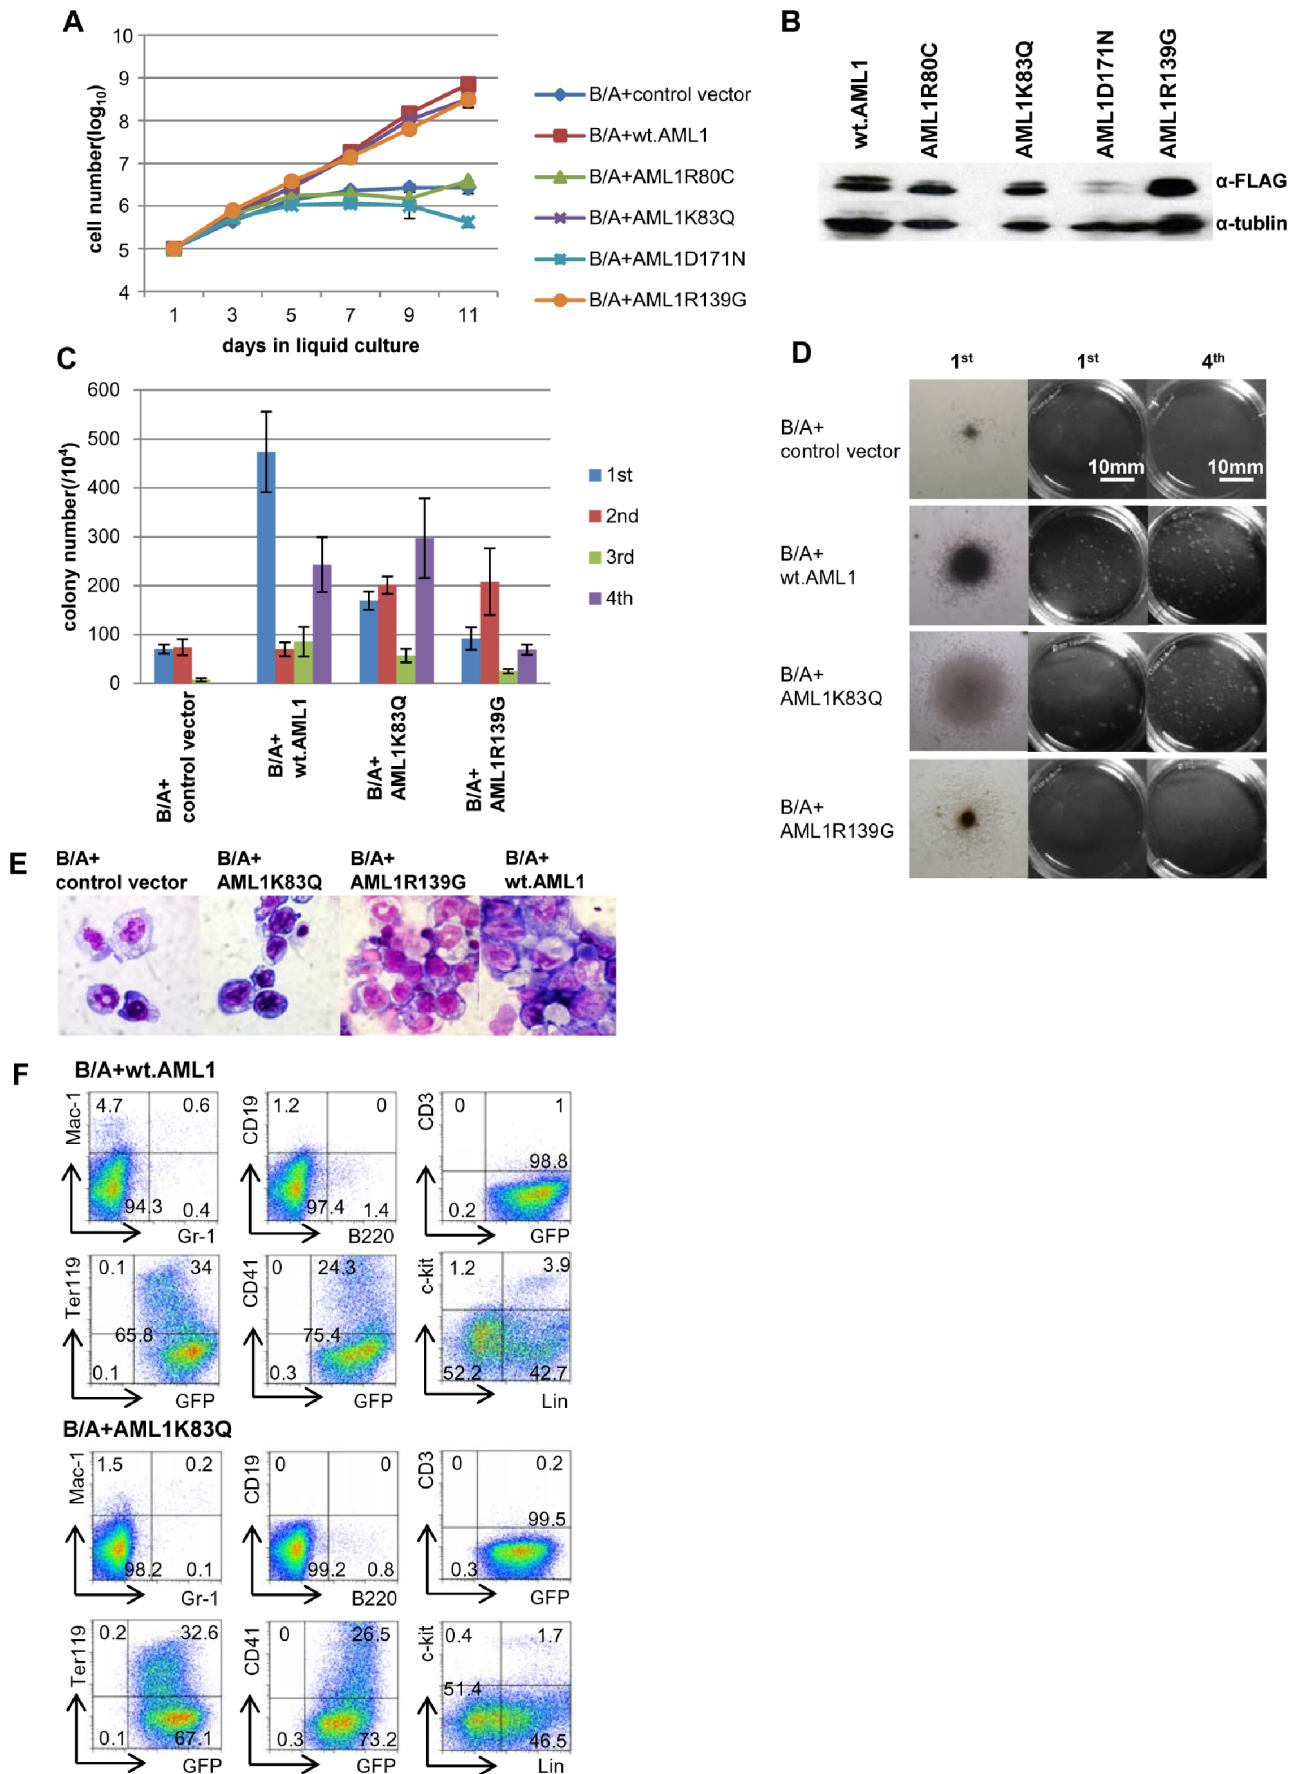 A
10
9
8
7
6
5
4
cell number(log10)
1 3 5 7 9 11
days in liquid culture
B/A+control vector
B/A+wt.AML1
B/A+AML1R80C
B/A+AML1K83Q
B/A+AML1D171N
B/A+AML1R139G
B
wt.AML1
AML1R80C
AML1K83Q
AML1D171N
AML1R139G
α-FLAG
α-tublin
C
600
500
400
300
200
100
0
colony number(/10⁴)
B/A+
control vector
B/A+
wt.AML1
B/A+
AML1K83Q
B/A+
AML1R139G
1st
2nd
3rd
4th
D
1st 1st 4th
B/A+
control vector
10mm 10mm
B/A+
wt.AML1
B/A+
AML1K83Q
B/A+
AML1R139G
E
B/A+
control vector
B/A+
AML1K83Q
B/A+
AML1R139G
B/A+
wt.AML1
F
B/A+wt.AML1
Mac-1
4.7 0.6
94.3 0.4
Gr-1
CD19
1.2 0
97.4 1.4
B220
CD3
0 1
98.8
0.2
GFP
Ter119
0.1 34
65.8
0.1
GFP
CD41
0 24.3
75.4
0.3
GFP
c-kit
1.2 3.9
52.2 42.7
Lin
B/A+AML1K83Q
Mac-1
1.5 0.2
98.2 0.1
Gr-1
CD19
0 0
99.2 0.8
B220
CD3
0 0.2
99.5
0.3
GFP
Ter119
0.2 32.6
0.1 67.1
GFP
CD41
0 26.5
0.3 73.2
GFP
c-kit
0.4 1.7
51.4
46.5
Lin